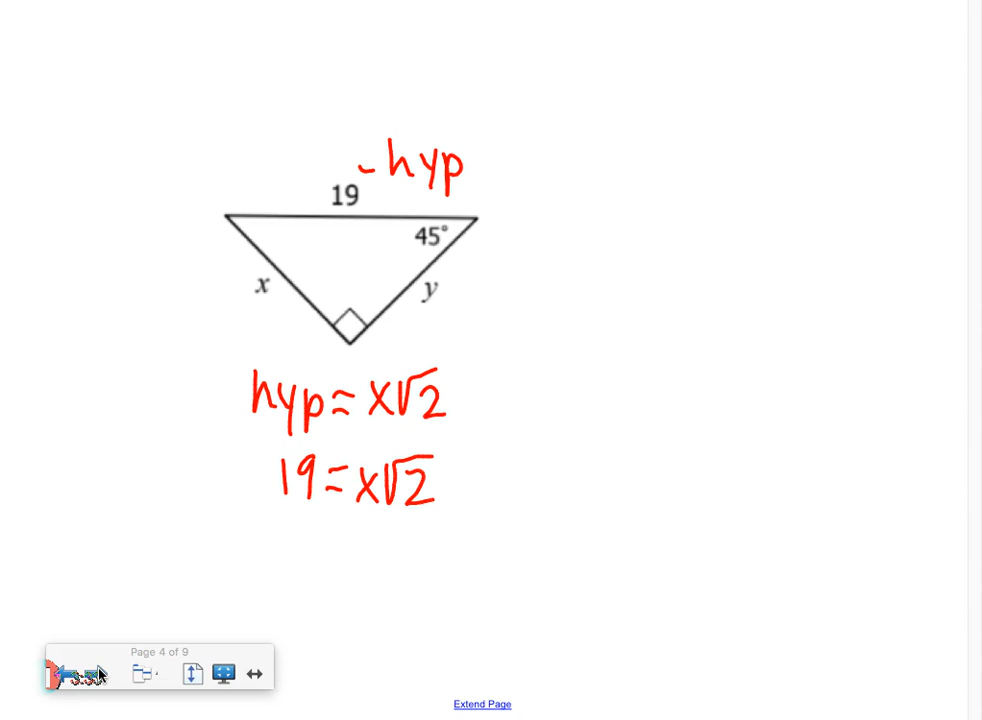 - hyp
19
45°
x
y
hyp = x√2
19 = x√2
Page 4 of 9
Extend Page